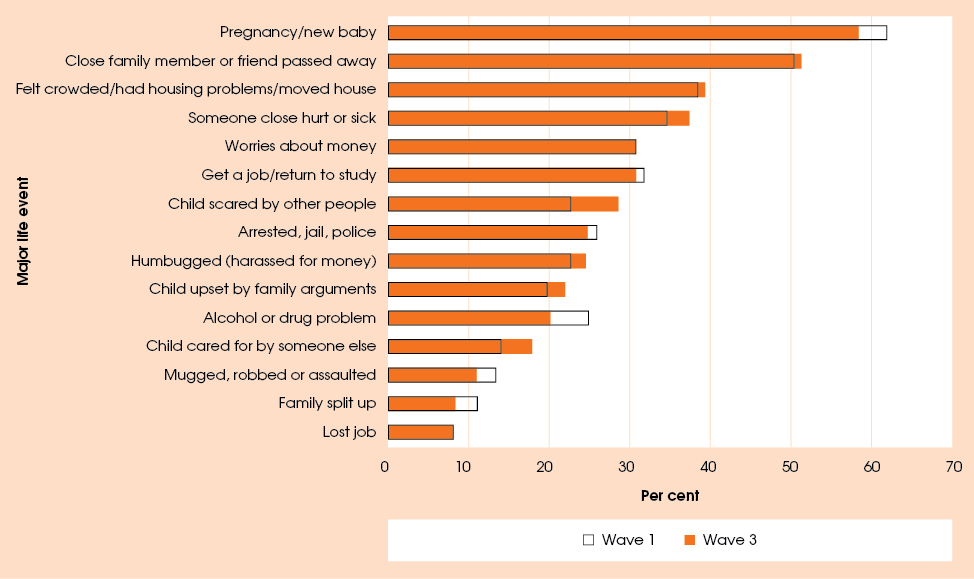 Major life event
Pregnancy/new baby
Close family member or friend passed away
Felt crowded/had housing problems/moved house
Someone close hurt or sick
Worries about money
Get a job/return to study
Child scared by other people
Arrested, jail, police
Humbugged (harassed for money)
Child upset by family arguments
Alcohol or drug problem
Child cared for by someone else
Mugged, robbed or assaulted
Family split up
Lost job
0 10 20 30 40 50 60 70
Per cent
Wave 1 Wave 3